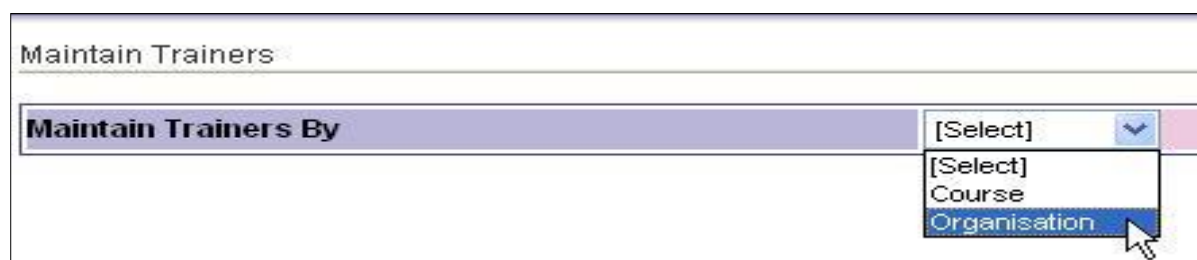 Maintain Trainers
Maintain Trainers By [Select]
[Select]
Course
Organisation